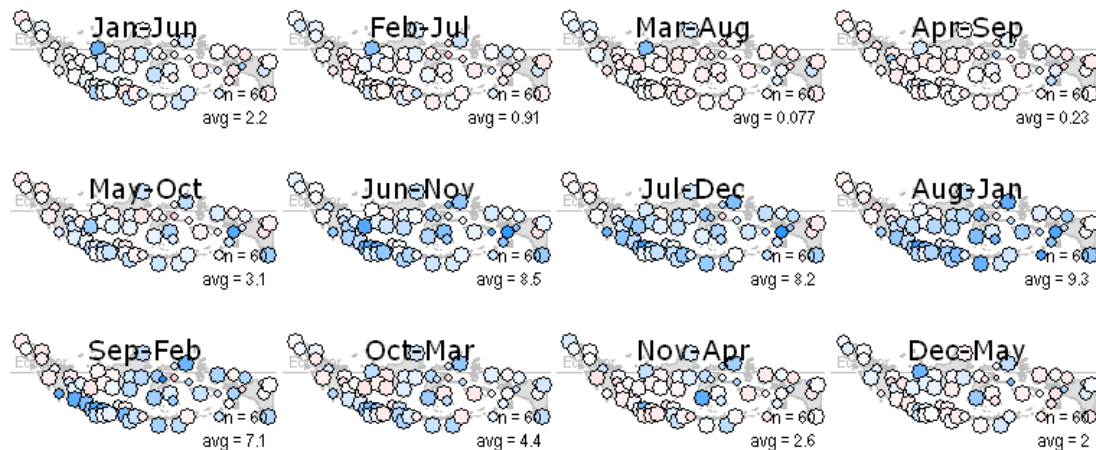 Jan-Jun
Feb-Jul
Mar-Aug
Apr-Sep
n = 60
n = 60
n = 60
n = 60
avg = 2.2
avg = 0.91
avg = 0.077
avg = 0.23
May-Oct
Jun-Nov
Jul-Dec
Aug-Jan
n = 60
n = 60
n = 60
n = 60
avg = 3.1
avg = 8.5
avg = 8.2
avg = 9.3
Sep-Feb
Oct-Mar
Nov-Apr
Dec-May
n = 60
n = 60
n = 60
n = 60
avg = 7.1
avg = 4.4
avg = 2.6
avg = 2